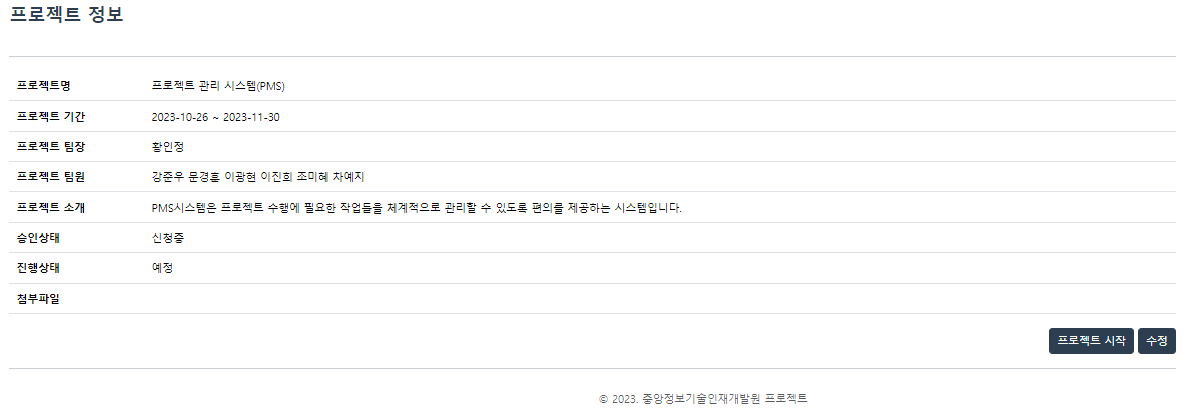 프로젝트 정보
프로젝트명 프로젝트 관리 시스템(PMS)
프로젝트 기간 2023-10-26 ~ 2023-11-30
프로젝트 팀장 황인정
프로젝트 팀원 강준우 문경흠 이광현 이진희 조미혜 차예지
프로젝트 소개 PMS시스템은 프로젝트 수행에 필요한 작업들을 체계적으로 관리할 수 있도록 편의를 제공하는 시스템입니다.
승인상태 신청중
진행상태 예정
첨부파일
프로젝트 시작 수정
© 2023. 중앙정보기술인재개발원 프로젝트